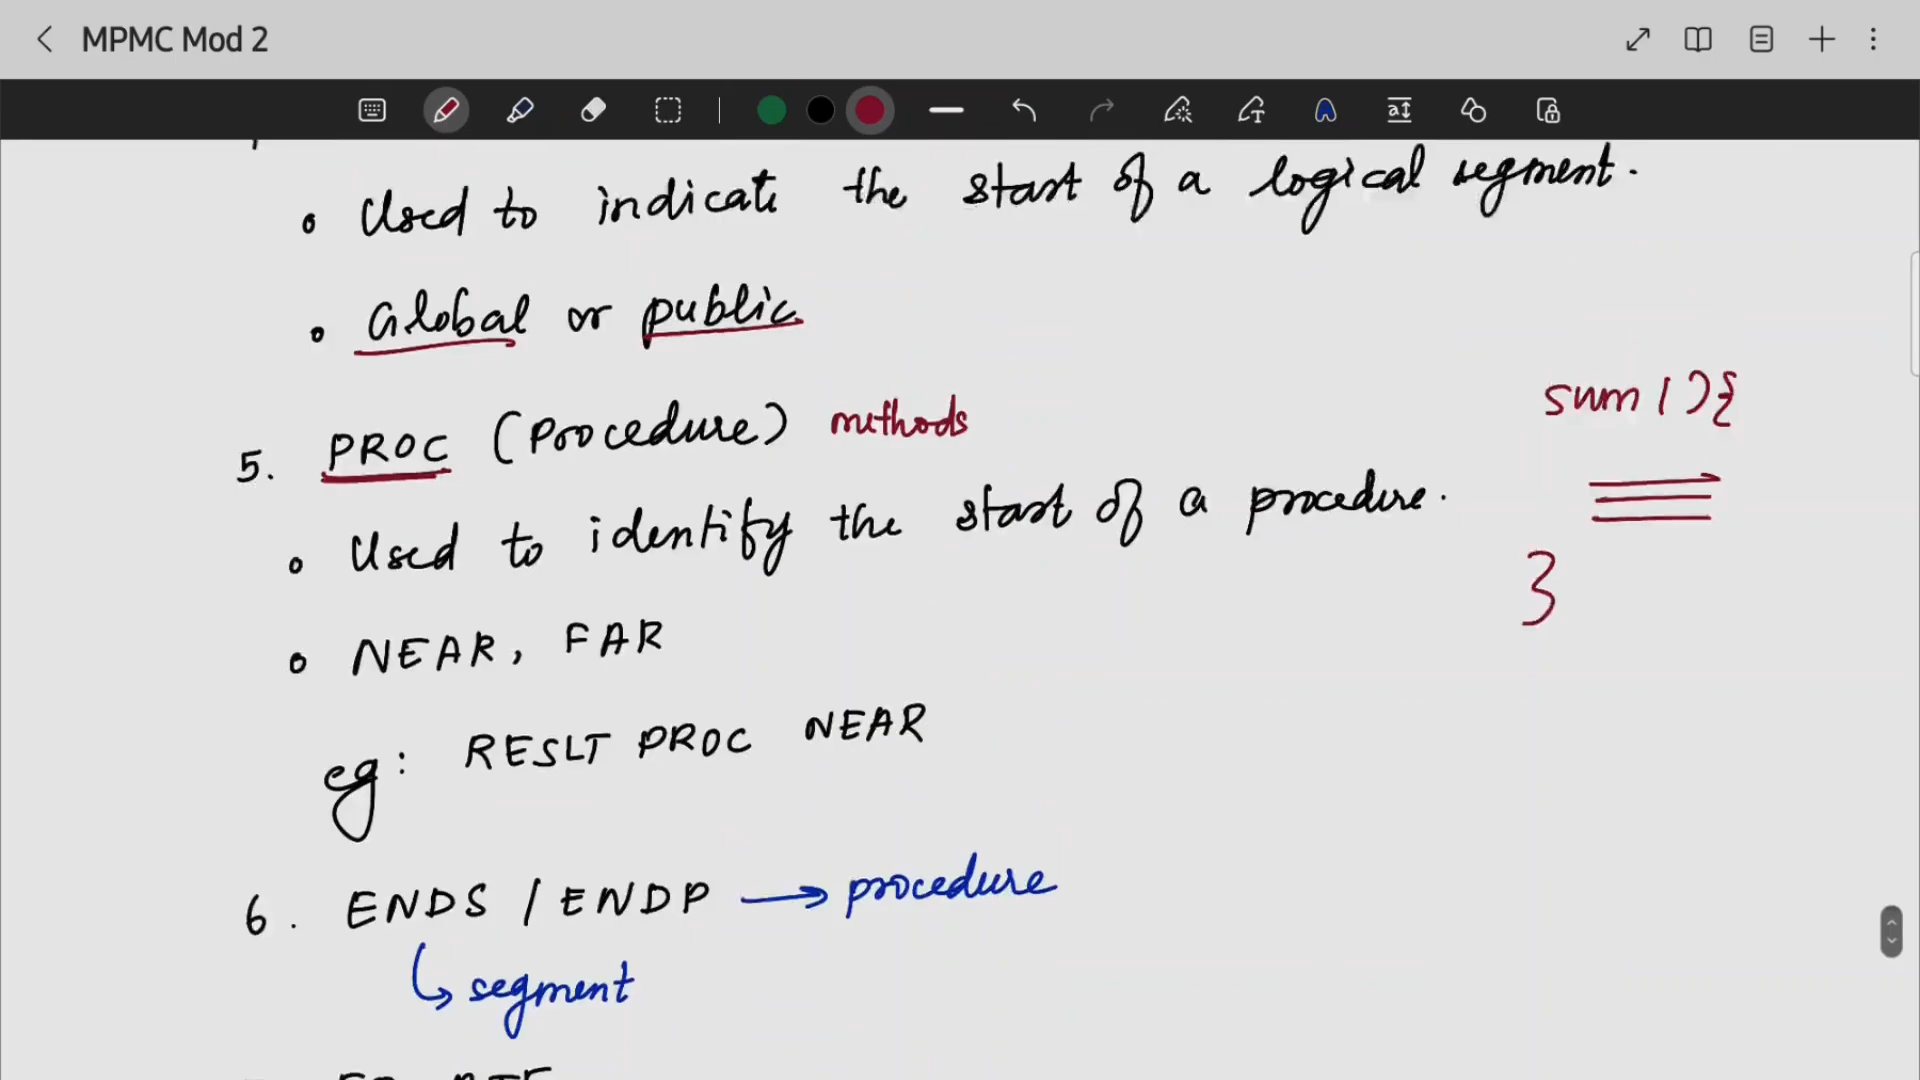 MPMC Mod 2
• Used to indicate the start of a logical segment.
• Global or public
5. PROC (Procedure) methods
sum ( ) {
• Used to identify the start of a procedure.
}
• NEAR, FAR
eg: RESLT PROC NEAR
6. ENDS / ENDP → procedure
↳ segment